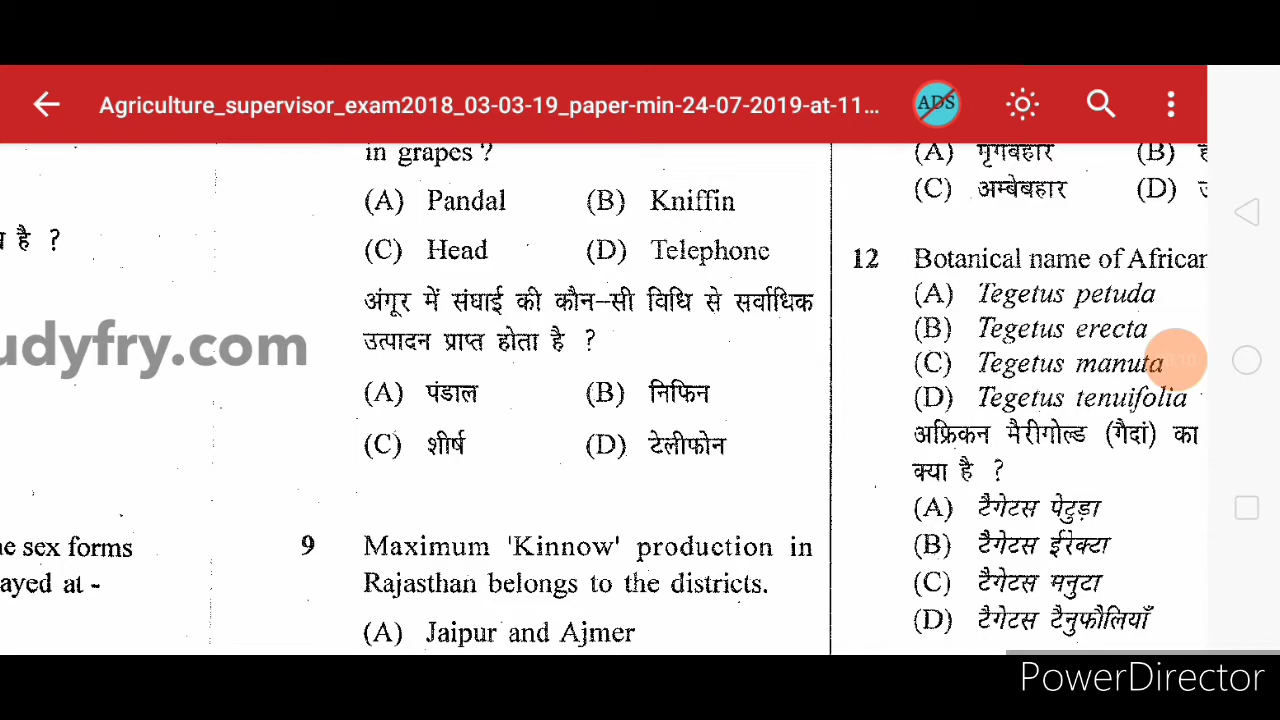 Agriculture_supervisor_exam2018_03-03-19_paper-min-24-07-2019-at-11...
ADS
है ?
udyfry.com
sex forms
ayed at -
in grapes ?
(A) Pandal (B) Kniffin
(C) Head (D) Telephone
अंगूर में संघाई की कौन-सी विधि से सर्वाधिक
उत्पादन प्राप्त होता है ?
(A) पंडाल (B) निफिन
(C) शीर्ष (D) टेलीफोन
9 Maximum 'Kinnow' production in
Rajasthan belongs to the districts.
(A) Jaipur and Ajmer
(A) मृगबहार (B)
(C) अम्बेबहार (D)
12 Botanical name of African
(A) Tegetus petuda
(B) Tegetus erecta
(C) Tegetus manuta
(D) Tegetus tenuifolia
अफ्रिकन मैरीगोल्ड (गैदां) का
क्या है ?
(A) टैगेटस पेटुड़ा
(B) टैगेटस ईरेक्टा
(C) टैगेटस मनुटा
(D) टैगेटस टैनुफौलियाँ
PowerDirector